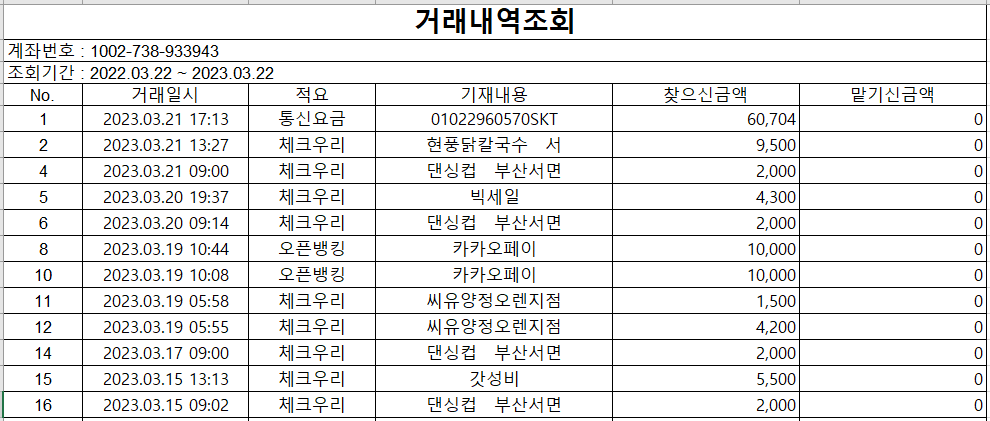 거래내역조회
계좌번호 : 1002-738-933943
조회기간 : 2022.03.22 ~ 2023.03.22
No. 거래일시 적요 기재내용 찾으신금액 맡기신금액
1 2023.03.21 17:13 통신요금 01022960570SKT 60,704 0
2 2023.03.21 13:27 체크우리 현풍닭칼국수 서 9,500 0
4 2023.03.21 09:00 체크우리 댄싱컵 부산서면 2,000 0
5 2023.03.20 19:37 체크우리 빅세일 4,300 0
6 2023.03.20 09:14 체크우리 댄싱컵 부산서면 2,000 0
8 2023.03.19 10:44 오픈뱅킹 카카오페이 10,000 0
10 2023.03.19 10:08 오픈뱅킹 카카오페이 10,000 0
11 2023.03.19 05:58 체크우리 씨유양정오렌지점 1,500 0
12 2023.03.19 05:55 체크우리 씨유양정오렌지점 4,200 0
14 2023.03.17 09:00 체크우리 댄싱컵 부산서면 2,000 0
15 2023.03.15 13:13 체크우리 갓성비 5,500 0
16 2023.03.15 09:02 체크우리 댄싱컵 부산서면 2,000 0